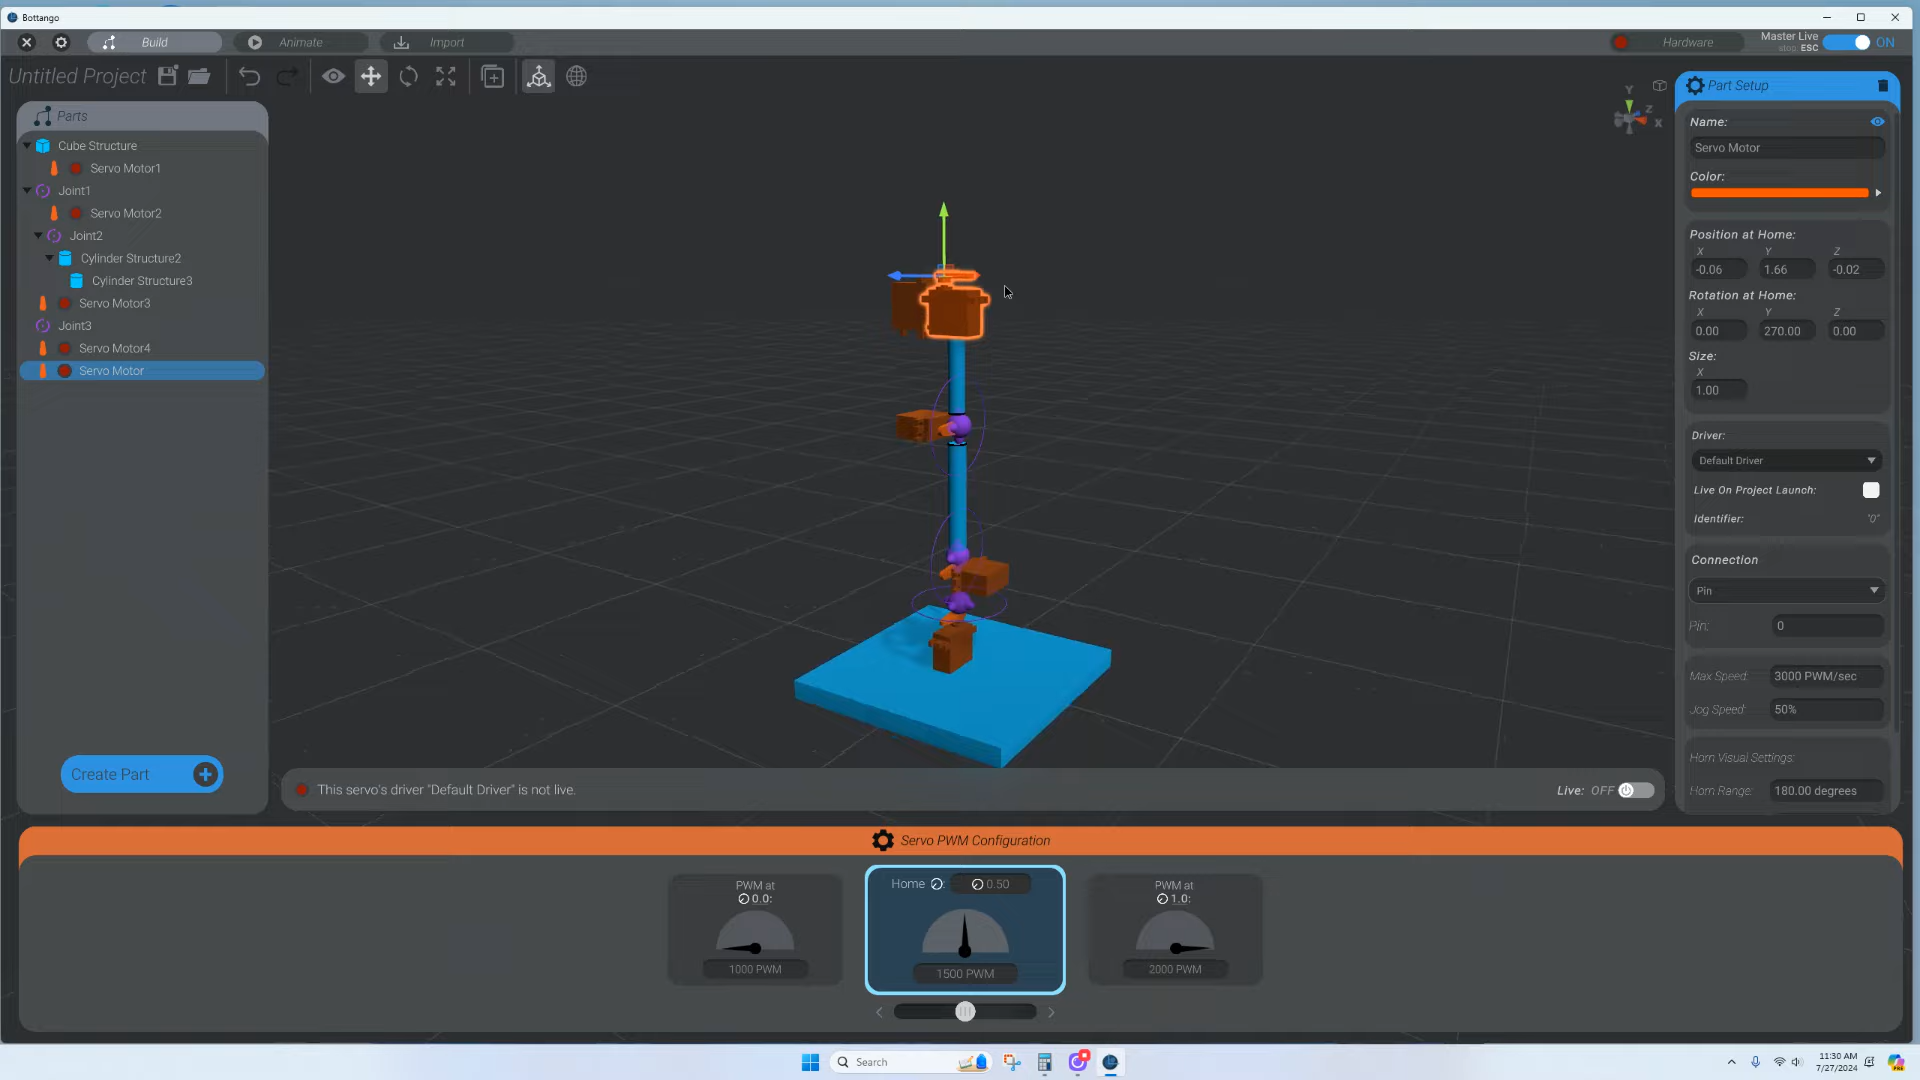 Bottango
Build
Animate
Import
Hardware
Master Live
stop: ESC
ON
Untitled Project
Parts
Cube Structure
Servo Motor1
Joint1
Servo Motor2
Joint2
Cylinder Structure2
Cylinder Structure3
Servo Motor3
Joint3
Servo Motor4
Servo Motor
Create Part
Y
Z
X
Part Setup
Name:
Servo Motor
Color:
Position at Home:
X Y Z
-0.06 1.66 -0.02
Rotation at Home:
X Y Z
0.00 270.00 0.00
Size:
X
1.00
Driver:
Default Driver
Live On Project Launch:
Identifier: "0"
Connection
Pin
Pin: 0
Max Speed: 3000 PWM/sec
Jog Speed: 50%
Horn Visual Settings:
Horn Range: 180.00 degrees
This servo's driver "Default Driver" is not live.
Live: OFF
Servo PWM Configuration
PWM at
0.0:
1000 PWM
Home : 0.50
1500 PWM
PWM at
1.0:
2000 PWM
Search
11:30 AM
7/27/2024
PRE